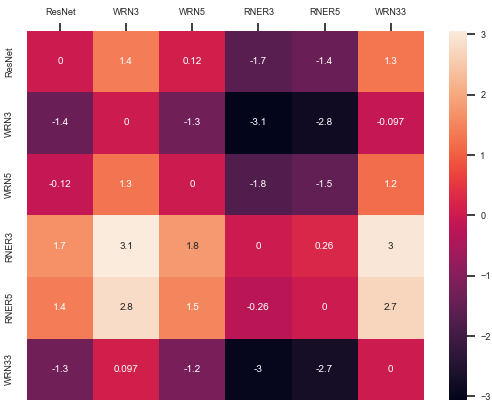 ResNet WRN3 WRN5 RNER3 RNER5 WRN33
ResNet 0 1.4 0.12 -1.7 -1.4 1.3
WRN3 -1.4 0 -1.3 -3.1 -2.8 -0.097
WRN5 -0.12 1.3 0 -1.8 -1.5 1.2
RNER3 1.7 3.1 1.8 0 0.26 3
RNER5 1.4 2.8 1.5 -0.26 0 2.7
WRN33 -1.3 0.097 -1.2 -3 -2.7 0
3
2
1
0
-1
-2
-3